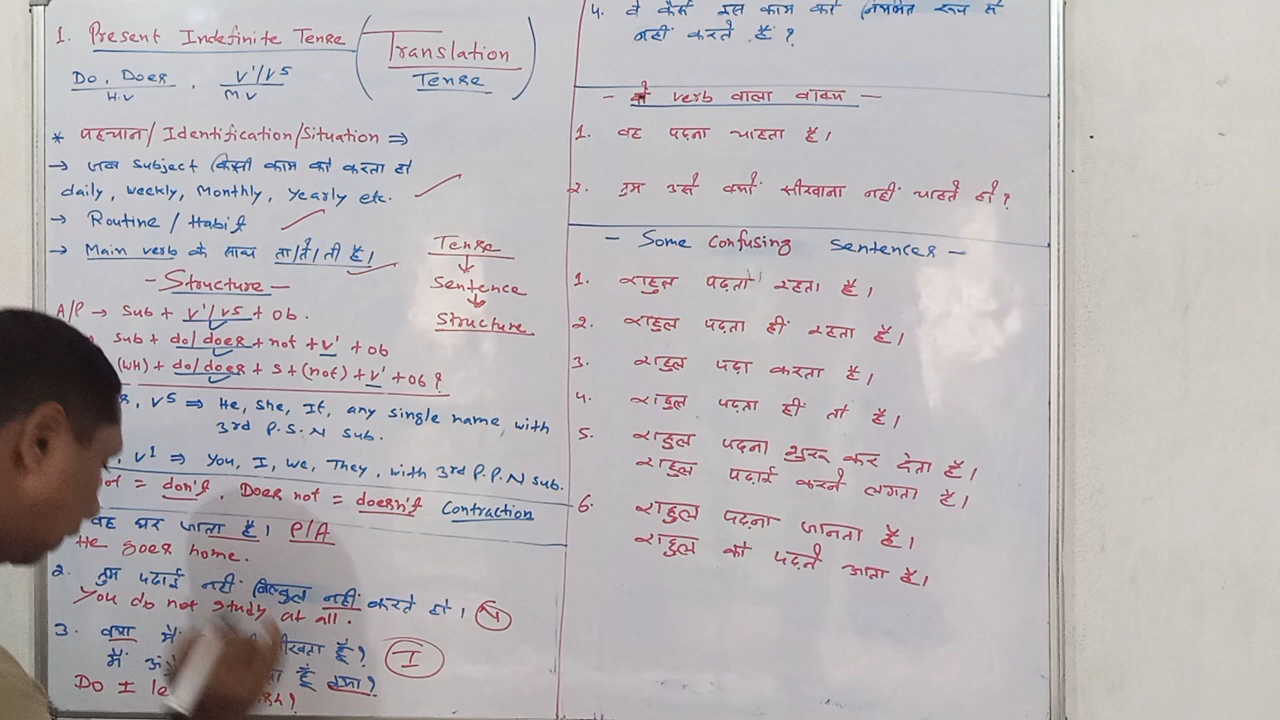 1. Present Indefinite Tense
Translation
Tense
Do, Does, V¹/V⁵
H.V M V
* पहचान/ Identification/Situation ⇒
→ जब subject किसी काम को करता हो
daily, weekly, Monthly, Yearly etc.
→ Routine / Habit
→ Main verb के साथ ता/ते/ती है।
Tense
↓
Sentence
↓
Structure
- Structure -
A/P → Sub + V¹/V⁵ + Ob.
Sub + do/does + not + V¹ + Ob
(WH) + do/does + S + (not) + V¹ + Ob ?
, V⁵ ⇒ He, She, It, any single name, with
3rd P.S.N Sub.
, V¹ ⇒ You, I, We, They, with 3rd P.P.N Sub.
= don't, Does not = doesn't Contraction
वह घर जाता है। P/A
He goes home.
2. तुम पढाई नहीं बिल्कुल नहीं करते हो। N
You do not study at all.
3. क्या मैं हूँ? I
मैं हूँ क्या?
Do I
4. वे कैसे इस काम को नियमित रूप से
नहीं करते हैं?
- verb वाला वाक्य -
1. वह पढ़ना चाहता है।
2. तुम उसे क्यों सीखाना नहीं चाहते हो?
- Some Confusing Sentences -
1. राहुल पढ़ता रहता है।
2. राहुल पढता ही रहता है।
3. राहुल पढा करता है।
4. राहुल पढ़ता ही तो है।
5. राहुल पढना शुरू कर देता है।
राहुल पढाई करने लगता है।
6. राहुल पढ़ना जानता है।
राहुल को पढ़ने आता है।